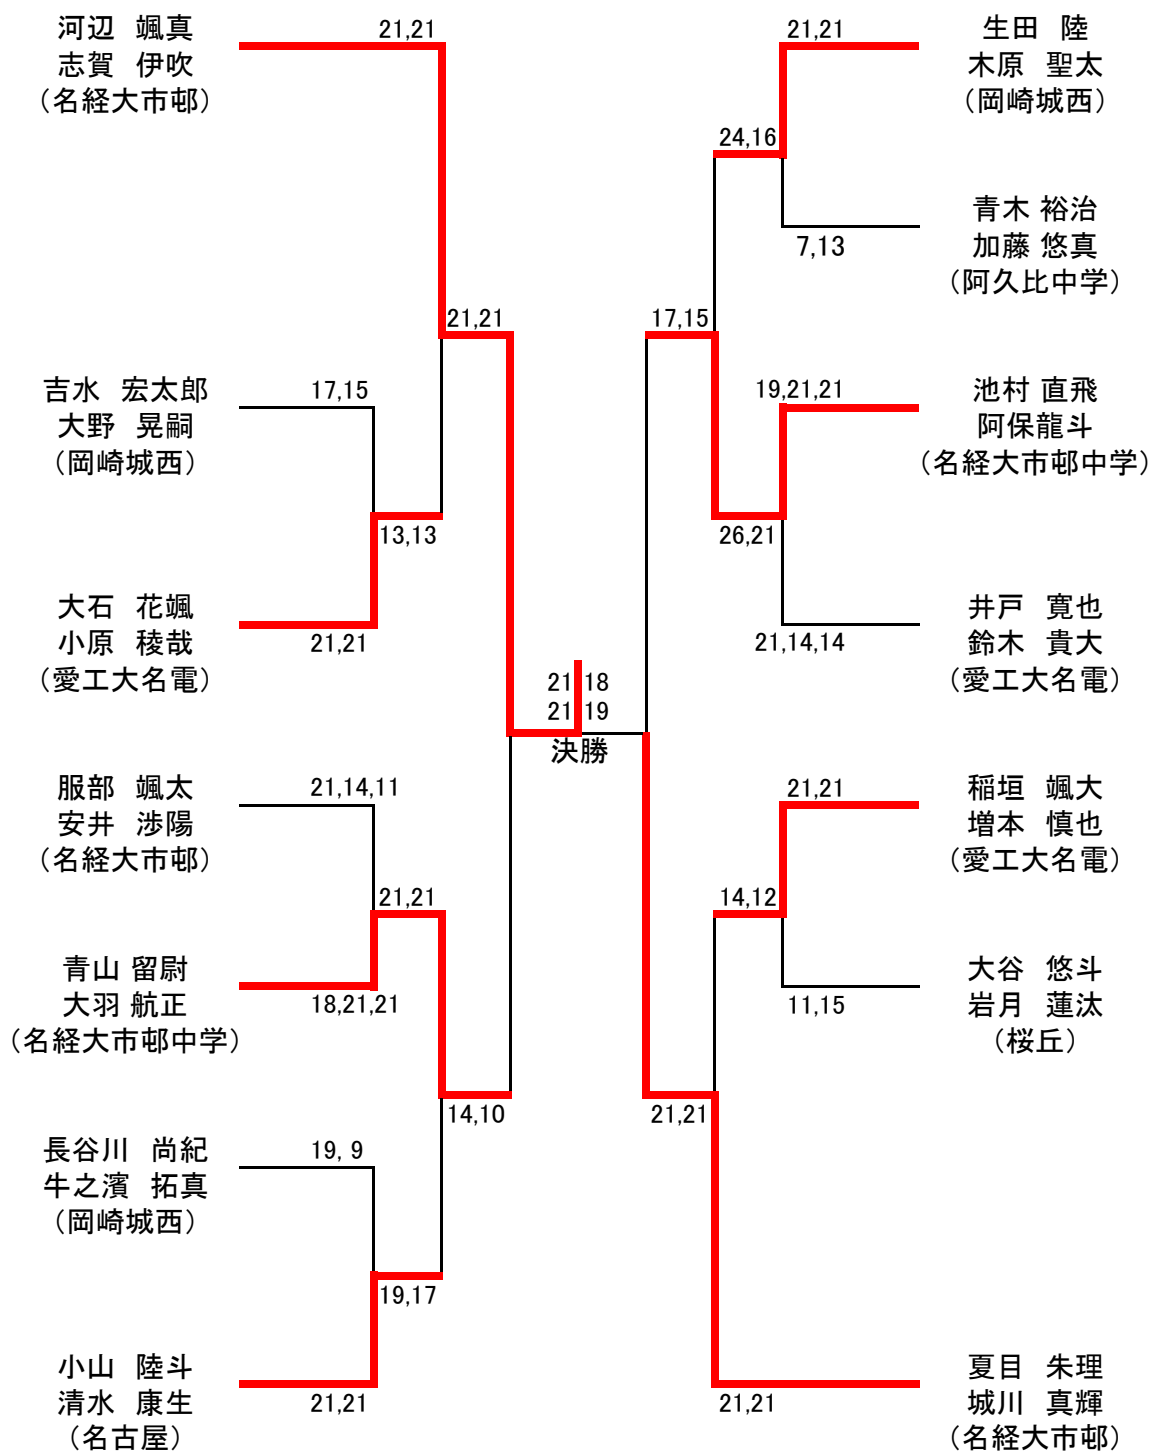 河辺　颯真
志賀　伊吹
（名経大市邨）
21,21
吉水　宏太郎
大野　晃嗣
（岡崎城西）
17,15
13,13
大石　花颯
小原　稜哉
（愛工大名電）
21,21
21,21
服部　颯太
安井　渉陽
（名経大市邨）
21,14,11
21,21
青山 留尉
大羽 航正
（名経大市邨中学）
18,21,21
14,10
長谷川　尚紀
牛之濱　拓真
（岡崎城西）
19, 9
19,17
小山　陸斗
清水　康生
（名古屋）
21,21
21 18
21 19
決勝
21,21
生田　陸
木原　聖太
（岡崎城西）
24,16
7,13
青木 裕治
加藤 悠真
（阿久比中学）
17,15
19,21,21
池村 直飛
阿保龍斗
（名経大市邨中学）
26,21
21,14,14
井戸　寛也
鈴木　貴大
（愛工大名電）
21,21
稲垣　颯大
増本　慎也
（愛工大名電）
14,12
11,15
大谷　悠斗
岩月　蓮汰
（桜丘）
21,21
21,21
夏目　朱理
城川　真輝
（名経大市邨）